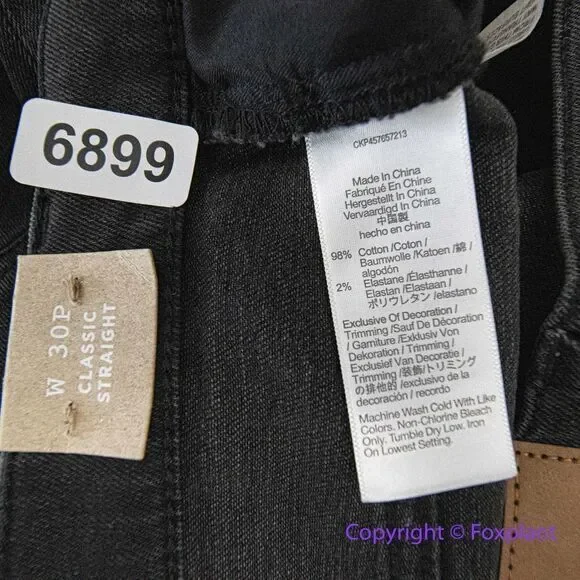 6899
W 30P
CLASSIC
STRAIGHT
CKP457657213
Made In China
Fabriqué En Chine
Hergestellt In China
Vervaardigd In China
中国製
hecho en china
98% Cotton /Coton /
Baumwolle / Katoen /綿 /
algodón
2% Elastane /Élasthanne /
Elastan /Elastaan /
ポリウレタン /elastano
Exclusive Of Decoration /
Trimming /Sauf De Décoration
/ Garniture /Exklusiv Von
Dekoration / Trimming /
Exclusief Van Decoratie /
Trimming /装飾/トリミング
の排他的 /exclusivo de la
decoración / recorado
Machine Wash Cold With Like
Colors. Non-Chlorine Bleach
Only. Tumble Dry Low. Iron
On Lowest Setting.
Copyright © Foxplant